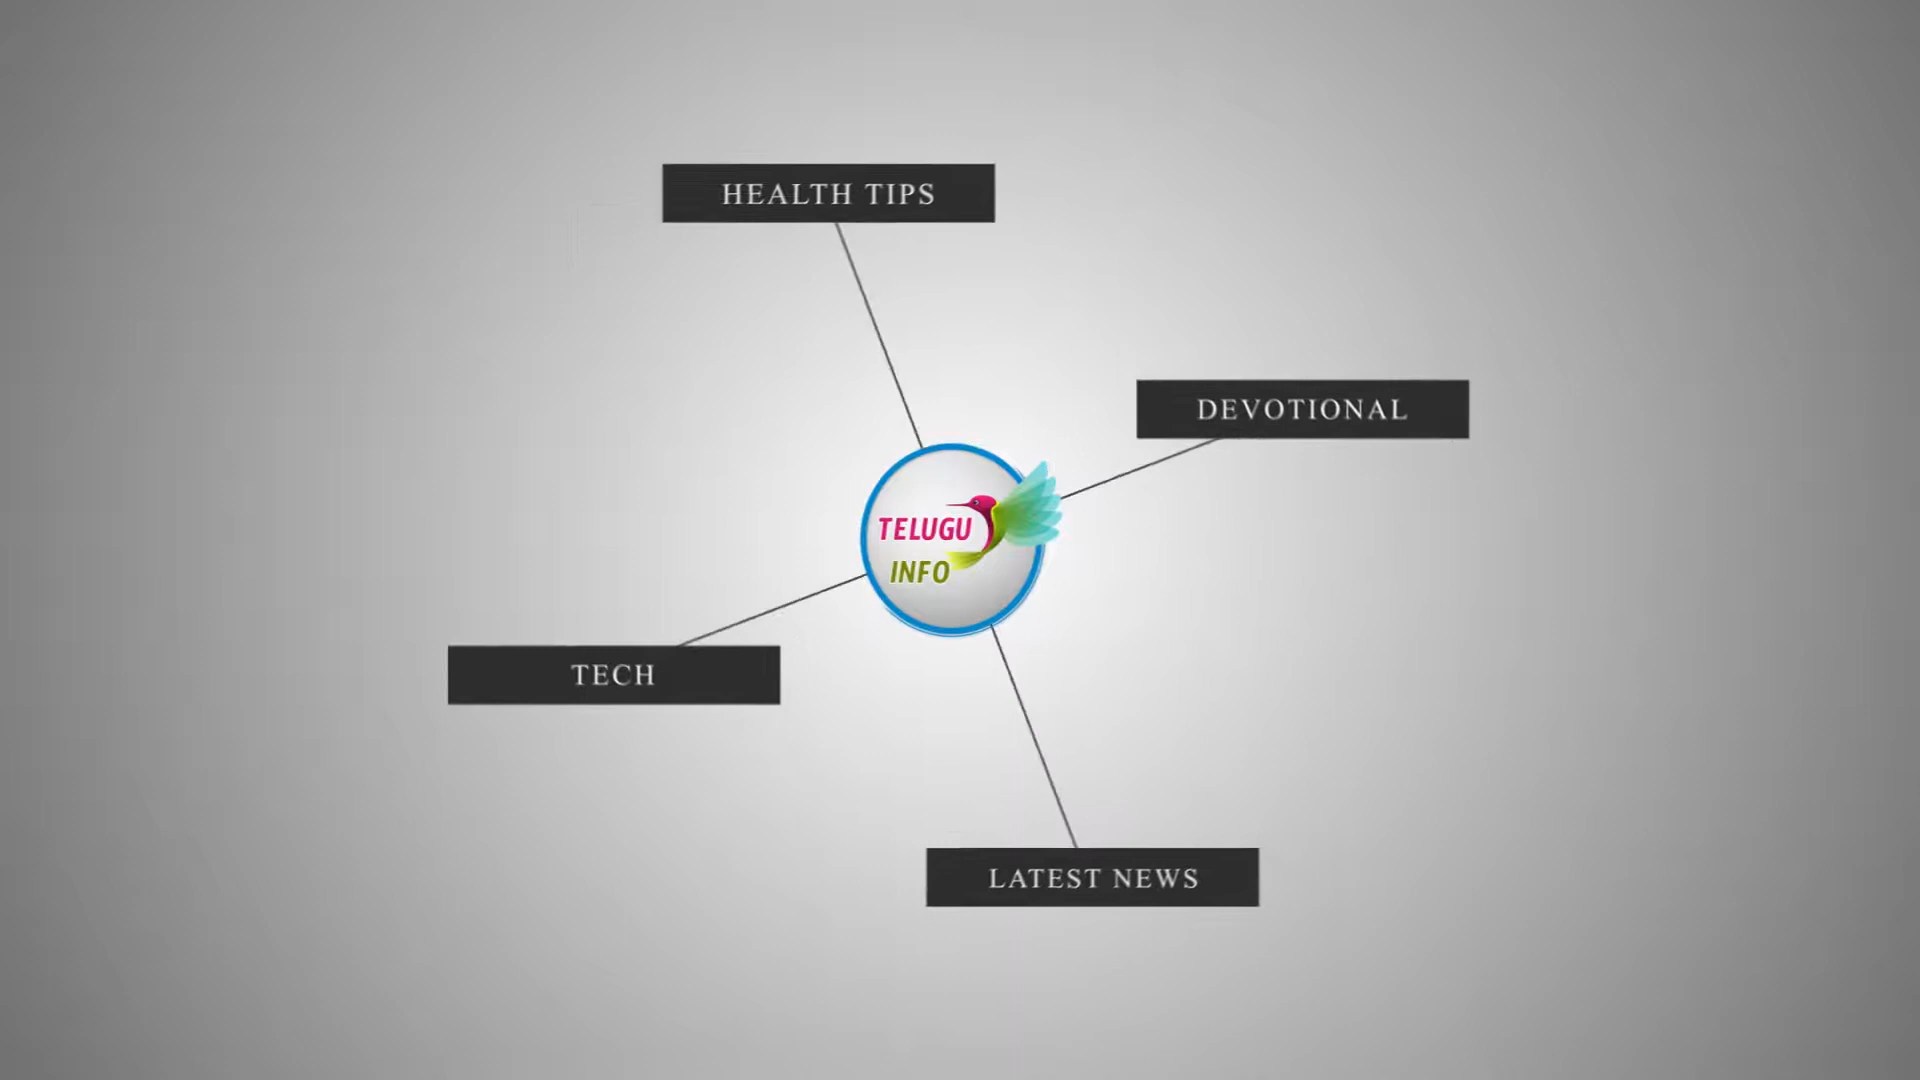 HEALTH TIPS
DEVOTIONAL
TELUGU
INFO
TECH
LATEST NEWS